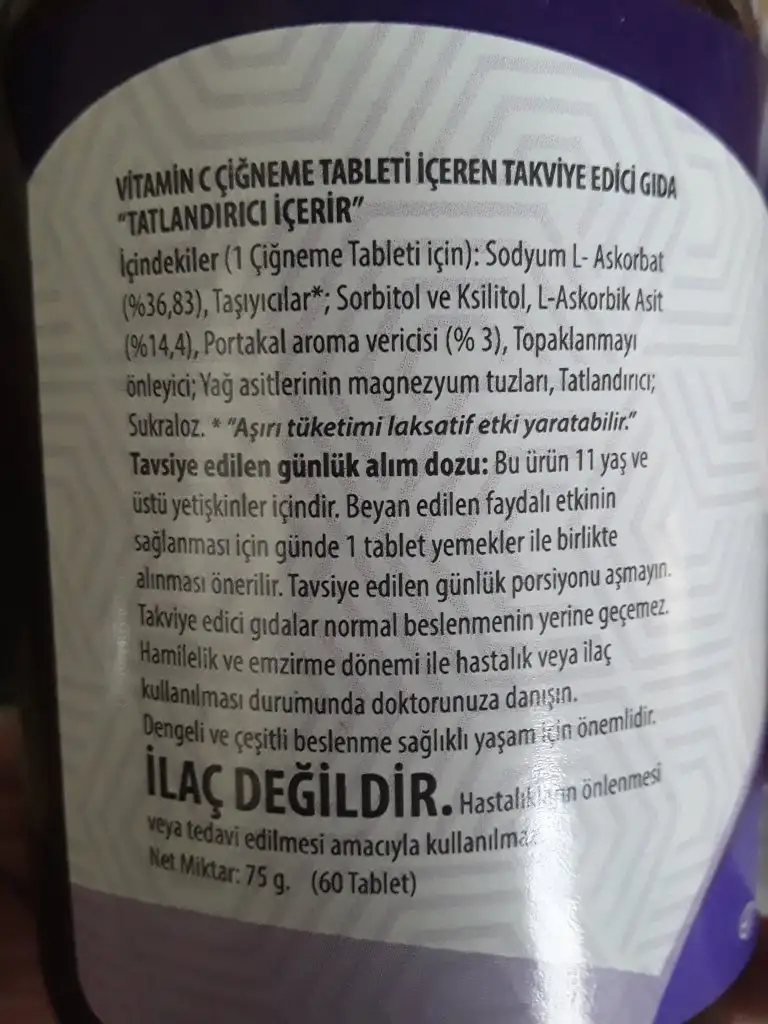 VİTAMİN C ÇİĞNEME TABLETİ İÇEREN TAKVİYE EDİCİ GIDA
“TATLANDIRICI İÇERİR”
İçindekiler (1 Çiğneme Tableti için): Sodyum L- Askorbat
(%36,83), Taşıyıcılar*; Sorbitol ve Ksilitol, L-Askorbik Asit
(%14,4), Portakal aroma vericisi (% 3), Topaklanmayı
önleyici; Yağ asitlerinin magnezyum tuzları, Tatlandırıcı;
Sukraloz. * “Aşırı tüketimi laksatif etki yaratabilir.”
Tavsiye edilen günlük alım dozu: Bu ürün 11 yaş ve
üstü yetişkinler içindir. Beyan edilen faydalı etkinin
sağlanması için günde 1 tablet yemekler ile birlikte
alınması önerilir. Tavsiye edilen günlük porsiyonu aşmayın.
Takviye edici gıdalar normal beslenmenin yerine geçemez.
Hamilelik ve emzirme dönemi ile hastalık veya ilaç
kullanılması durumunda doktorunuza danışın.
Dengeli ve çeşitli beslenme sağlıklı yaşam için önemlidir.
İLAÇ DEĞİLDİR. Hastalıkların önlenmesi
veya tedavi edilmesi amacıyla
Net Miktar: 75 g. (60 Tablet)